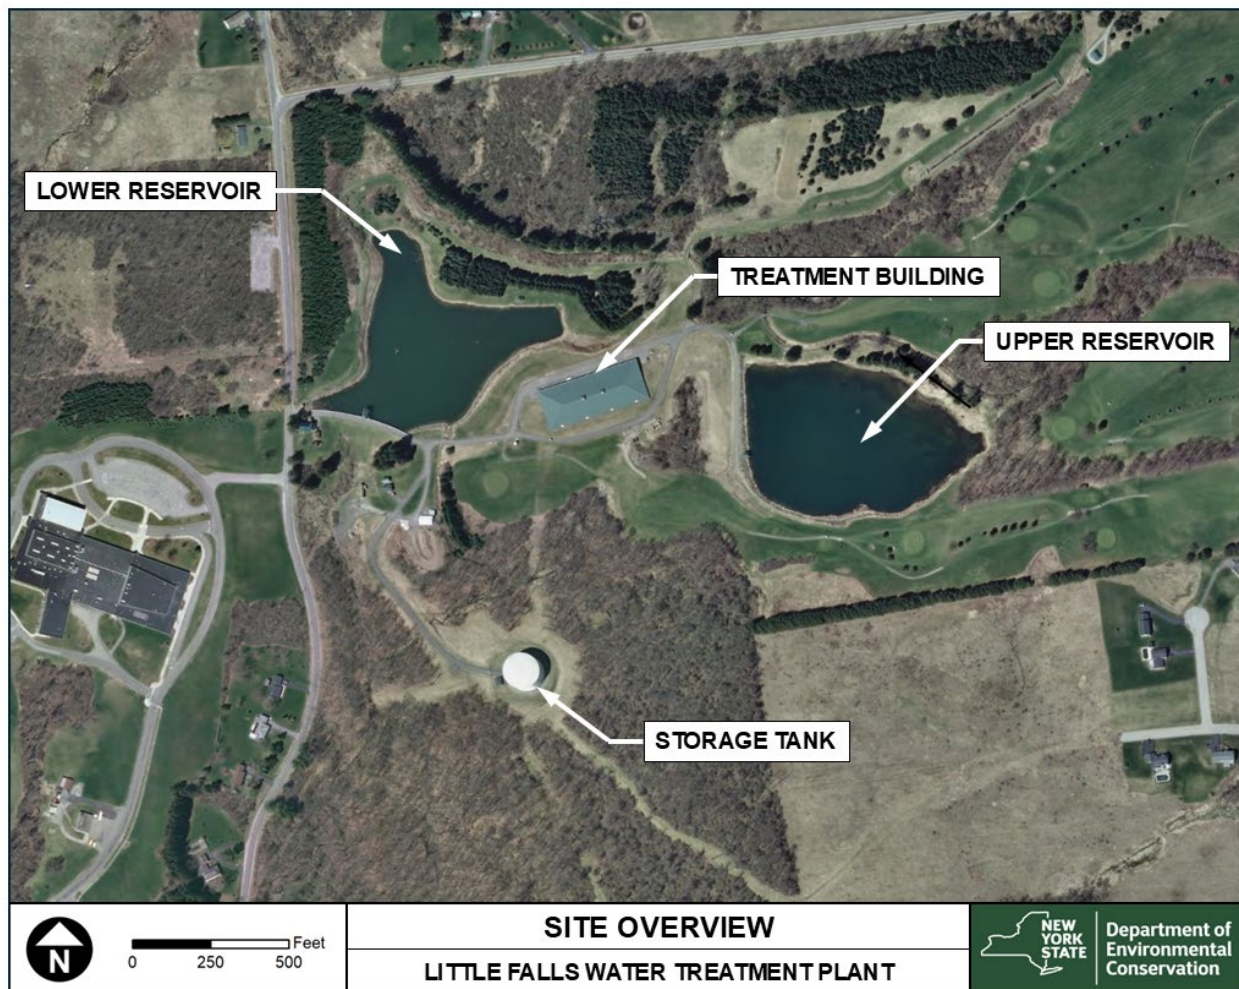 LOWER RESERVOIR
TREATMENT BUILDING
UPPER RESERVOIR
STORAGE TANK
N
Feet
0 250 500
SITE OVERVIEW
LITTLE FALLS WATER TREATMENT PLANT
NEW
YORK
STATE
Department of
Environmental
Conservation